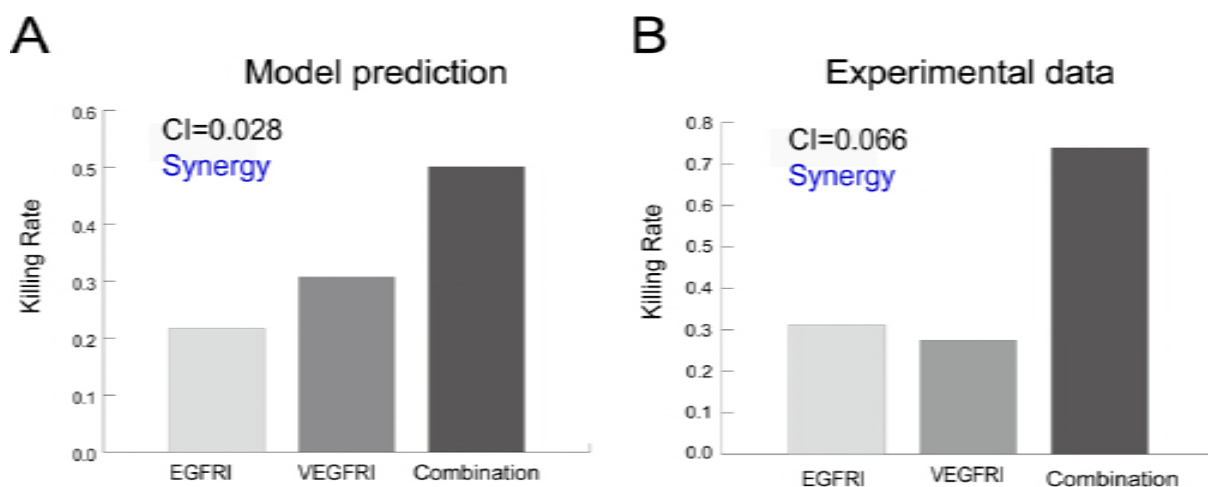 A
Model prediction
CI=0.028
Synergy
Killing Rate
0.6
0.5
0.4
0.3
0.2
0.1
0.0
EGFRI VEGFRI Combination
B
Experimental data
CI=0.066
Synergy
Killing Rate
0.8
0.7
0.6
0.5
0.4
0.3
0.2
0.1
0.0
EGFRI VEGFRI Combination